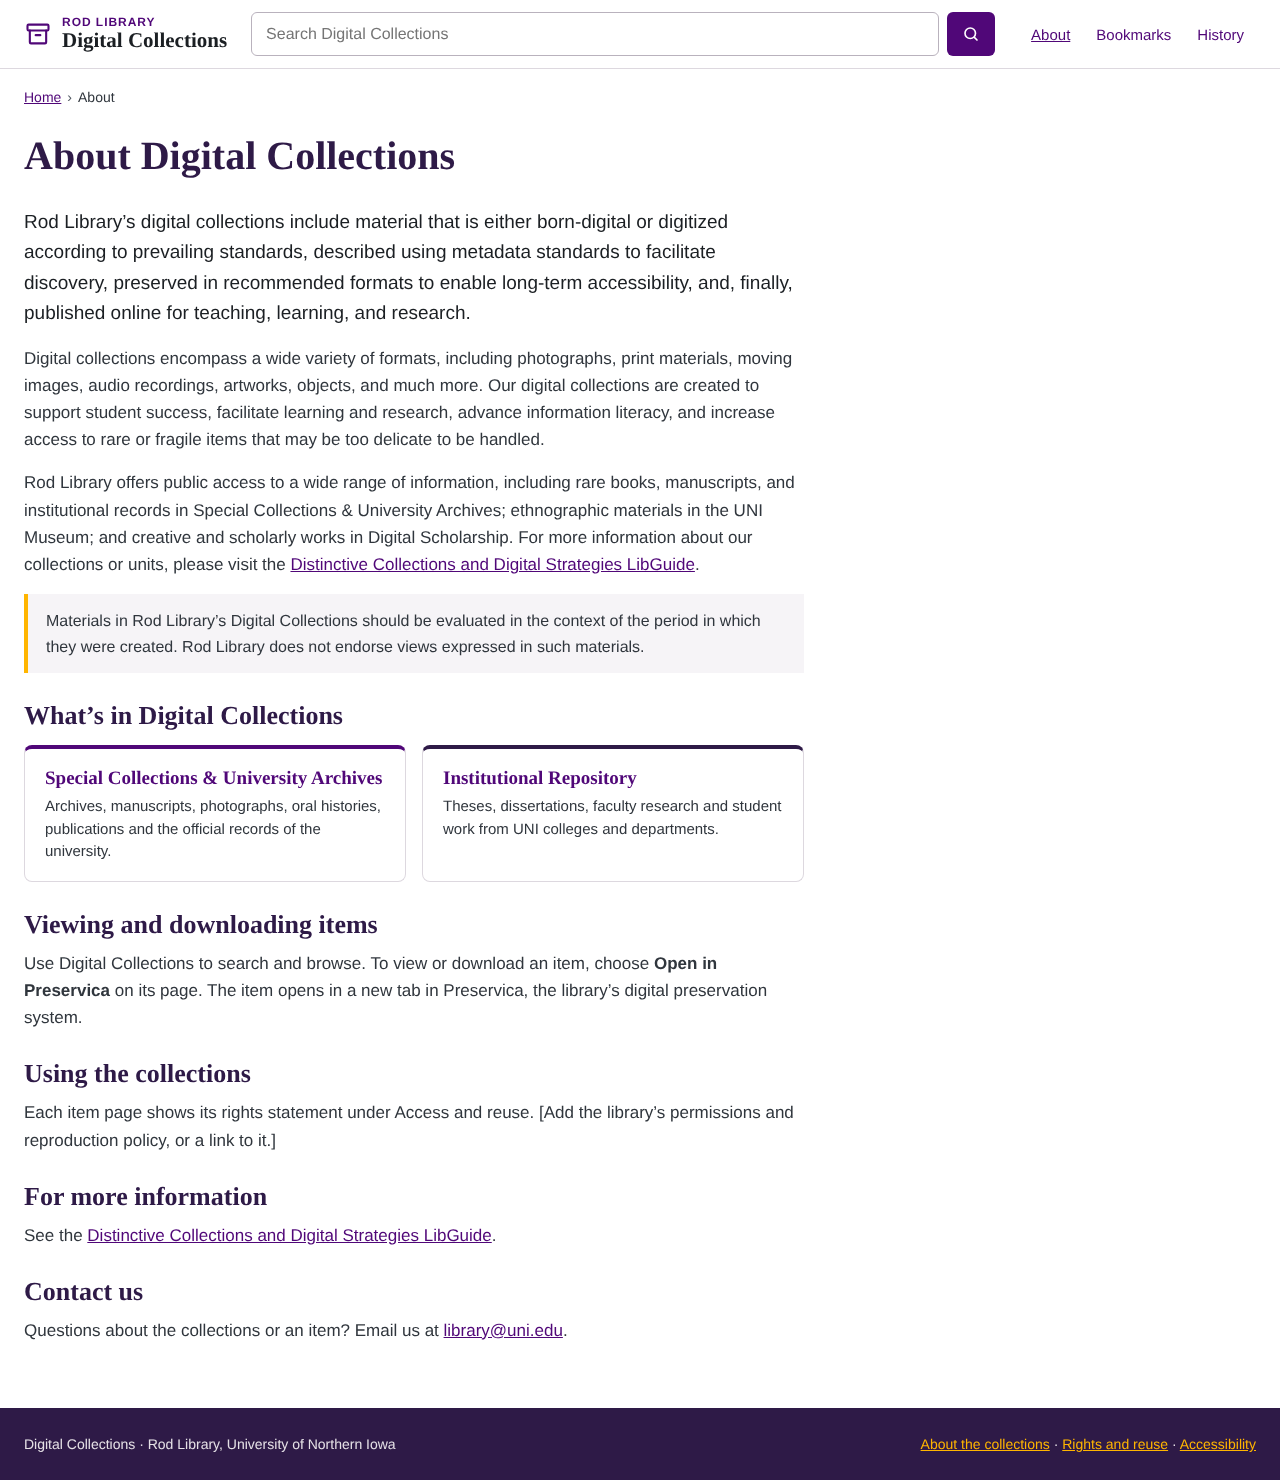 ROD LIBRARY
Digital Collections
Search Digital Collections
About Bookmarks History
Home › About
About Digital Collections
Rod Library’s digital collections include material that is either born-digital or digitized
according to prevailing standards, described using metadata standards to facilitate
discovery, preserved in recommended formats to enable long-term accessibility, and, finally,
published online for teaching, learning, and research.
Digital collections encompass a wide variety of formats, including photographs, print materials, moving
images, audio recordings, artworks, objects, and much more. Our digital collections are created to
support student success, facilitate learning and research, advance information literacy, and increase
access to rare or fragile items that may be too delicate to be handled.
Rod Library offers public access to a wide range of information, including rare books, manuscripts, and
institutional records in Special Collections & University Archives; ethnographic materials in the UNI
Museum; and creative and scholarly works in Digital Scholarship. For more information about our
collections or units, please visit the Distinctive Collections and Digital Strategies LibGuide.
Materials in Rod Library’s Digital Collections should be evaluated in the context of the period in which
they were created. Rod Library does not endorse views expressed in such materials.
What’s in Digital Collections
Special Collections & University Archives
Archives, manuscripts, photographs, oral histories,
publications and the official records of the
university.
Institutional Repository
Theses, dissertations, faculty research and student
work from UNI colleges and departments.
Viewing and downloading items
Use Digital Collections to search and browse. To view or download an item, choose Open in
Preservica on its page. The item opens in a new tab in Preservica, the library’s digital preservation
system.
Using the collections
Each item page shows its rights statement under Access and reuse. [Add the library’s permissions and
reproduction policy, or a link to it.]
For more information
See the Distinctive Collections and Digital Strategies LibGuide.
Contact us
Questions about the collections or an item? Email us at library@uni.edu.
Digital Collections · Rod Library, University of Northern Iowa
About the collections · Rights and reuse · Accessibility